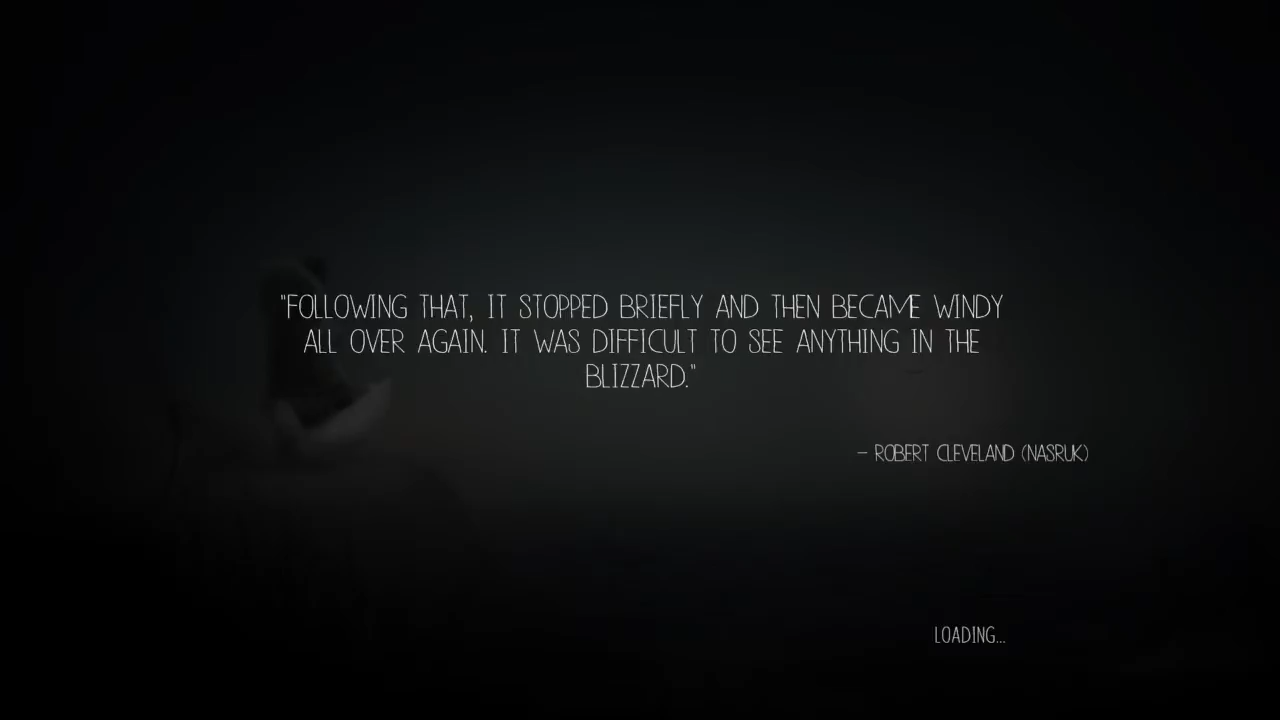 "FOLLOWING THAT, IT STOPPED BRIEFLY AND THEN BECAME WINDY
ALL OVER AGAIN. IT WAS DIFFICULT TO SEE ANYTHING IN THE
BLIZZARD."
– ROBERT CLEVELAND (NASRUK)
LOADING...